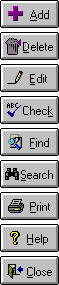 Add
Delete
Edit
ABC Check
Find
Search
Print
Help
Close